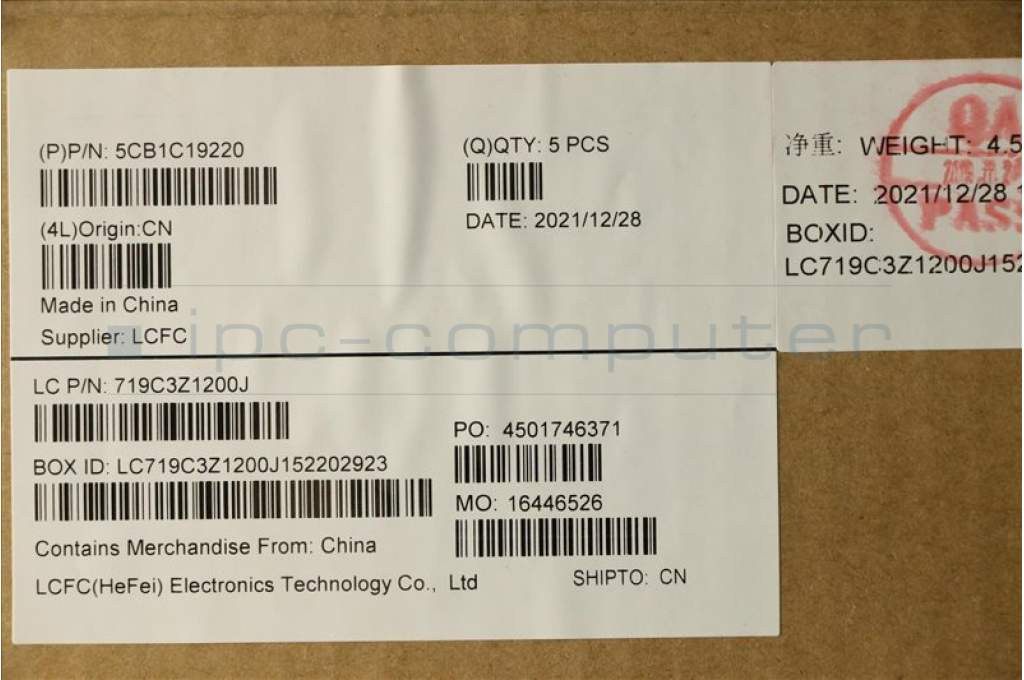 (P)P/N: 5CB1C19220
(Q)QTY: 5 PCS
(4L)Origin:CN
DATE: 2021/12/28
Made in China
Supplier: LCFC
净重: WEIGHT: 4.5
DATE: 2021/12/28
BOXID:
LC719C3Z1200J152
QA
PASS
ipc-computer
LC P/N: 719C3Z1200J
PO: 4501746371
BOX ID: LC719C3Z1200J152202923
MO: 16446526
Contains Merchandise From: China
LCFC(HeFei) Electronics Technology Co., Ltd
SHIPTO: CN